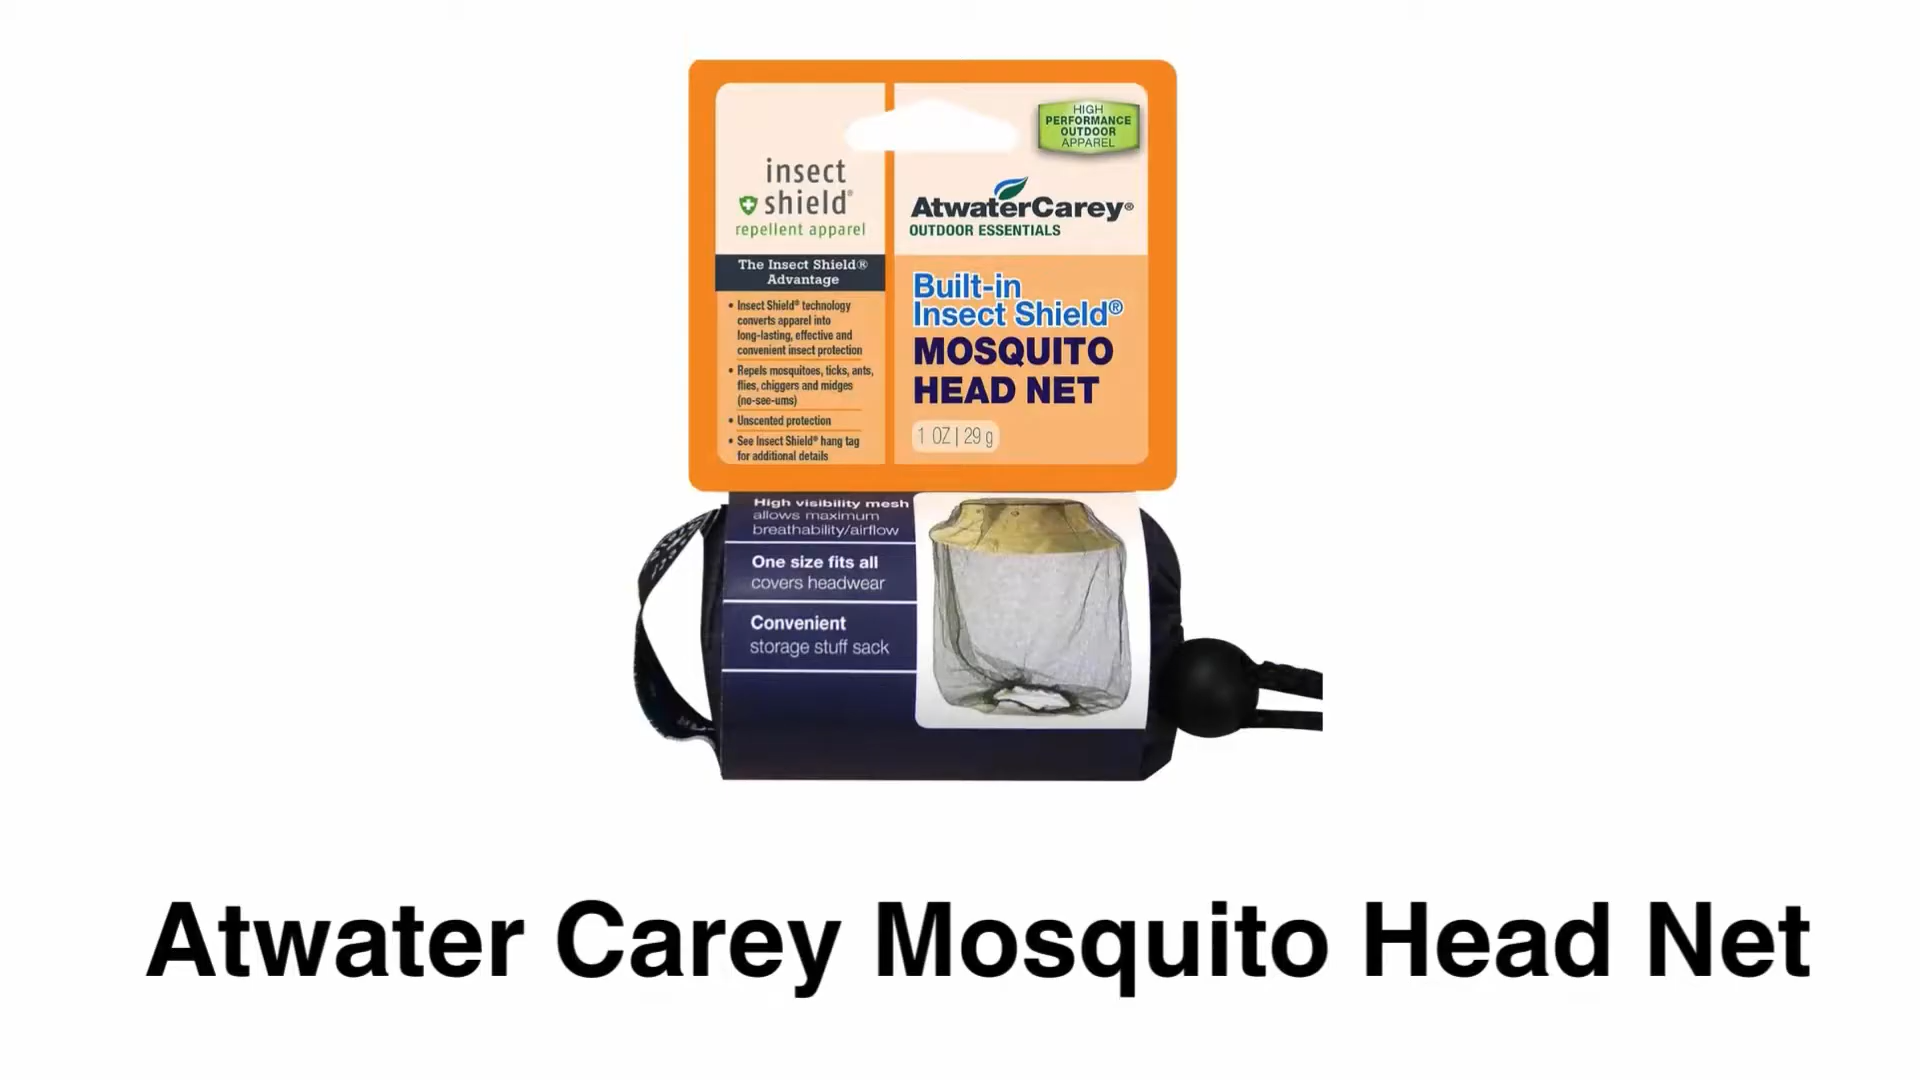 insect
shield®
repellent apparel
The Insect Shield®
Advantage
• Insect Shield® technology
converts apparel into
long-lasting, effective and
convenient insect protection
• Repels mosquitoes, ticks, ants,
flies, chiggers and midges
(no-see-ums)
• Unscented protection
• See Insect Shield® hang tag
for additional details
HIGH
PERFORMANCE
OUTDOOR
APPAREL
AtwaterCarey®
OUTDOOR ESSENTIALS
Built-in
Insect Shield®
MOSQUITO
HEAD NET
1 OZ | 29 g
High visibility mesh
allows maximum
breathability/airflow
One size fits all
covers headwear
Convenient
storage stuff sack
Atwater Carey Mosquito Head Net